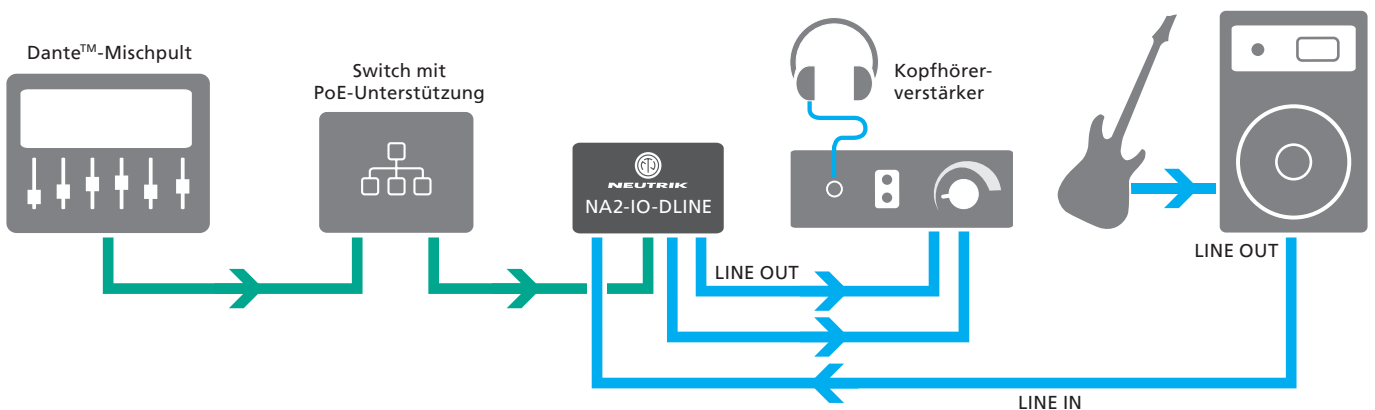 Dante™-Mischpult
Switch mit
PoE-Unterstützung
NEUTRIK
NA2-IO-DLINE
Kopfhörer-
verstärker
LINE OUT
LINE OUT
LINE IN